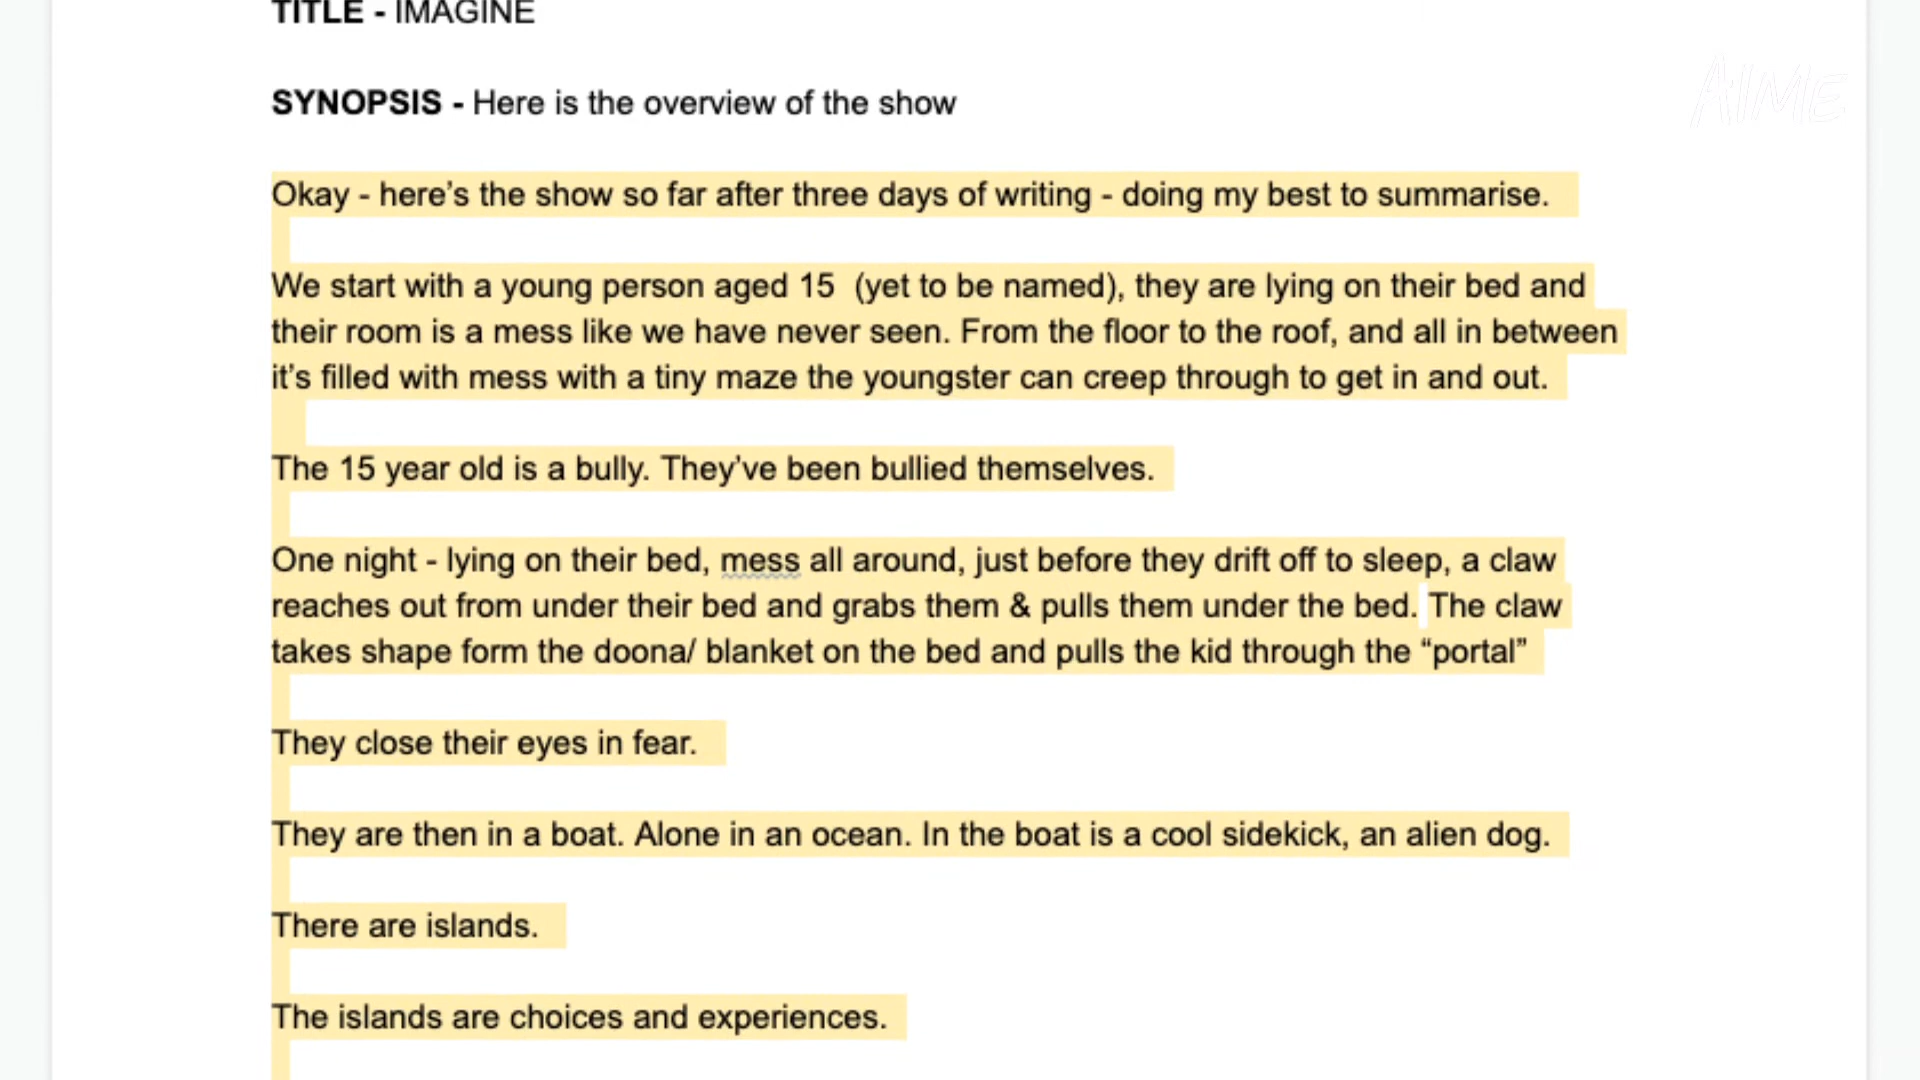 TITLE - IMAGINE
AIME
SYNOPSIS - Here is the overview of the show
Okay - here’s the show so far after three days of writing - doing my best to summarise.
We start with a young person aged 15  (yet to be named), they are lying on their bed and
their room is a mess like we have never seen. From the floor to the roof, and all in between
it’s filled with mess with a tiny maze the youngster can creep through to get in and out.
The 15 year old is a bully. They’ve been bullied themselves.
One night - lying on their bed, mess all around, just before they drift off to sleep, a claw
reaches out from under their bed and grabs them & pulls them under the bed. The claw
takes shape form the doona/ blanket on the bed and pulls the kid through the “portal”
They close their eyes in fear.
They are then in a boat. Alone in an ocean. In the boat is a cool sidekick, an alien dog.
There are islands.
The islands are choices and experiences.